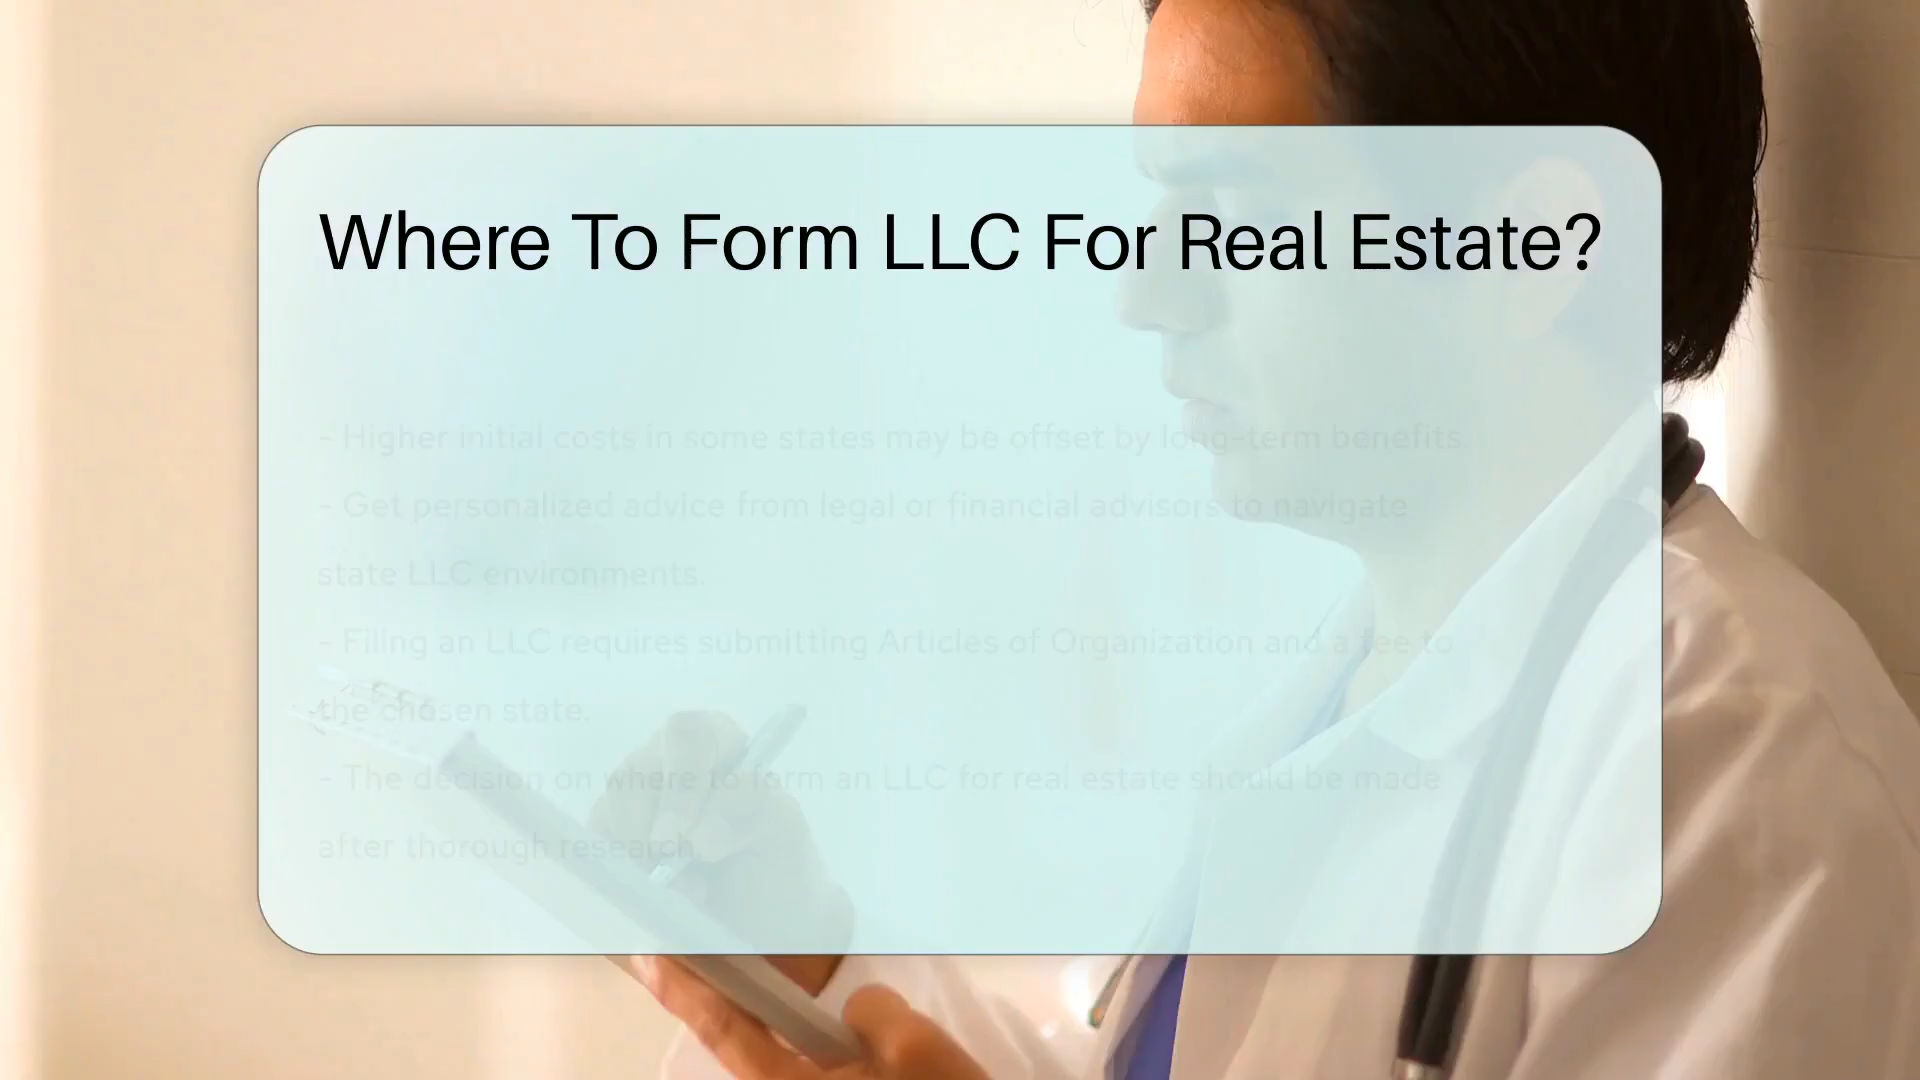 Where To Form LLC For Real Estate?
- Higher initial costs in some states may be offset by long-term benefits.
- Get personalized advice from legal or financial advisors to navigate
state LLC environments.
- Filing an LLC requires submitting Articles of Organization and a fee to
the chosen state.
- The decision on where to form an LLC for real estate should be made
after thorough research.